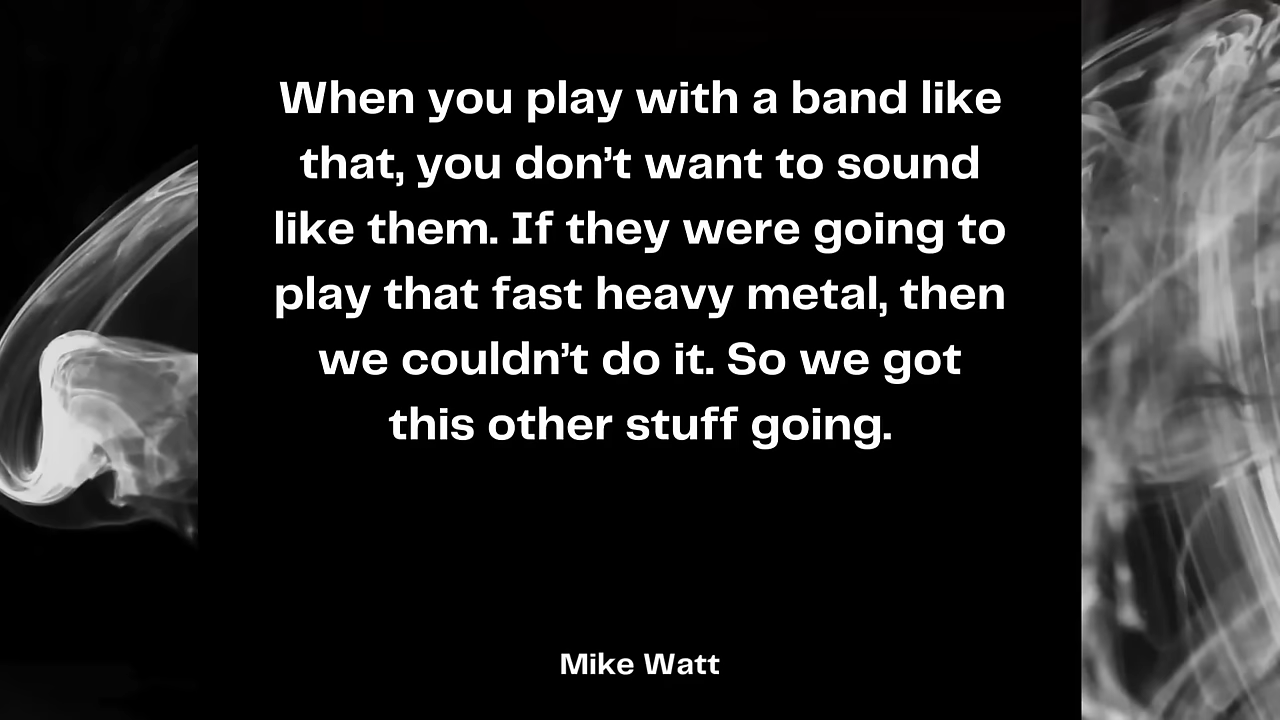 When you play with a band like
that, you don’t want to sound
like them. If they were going to
play that fast heavy metal, then
we couldn’t do it. So we got
this other stuff going.
Mike Watt